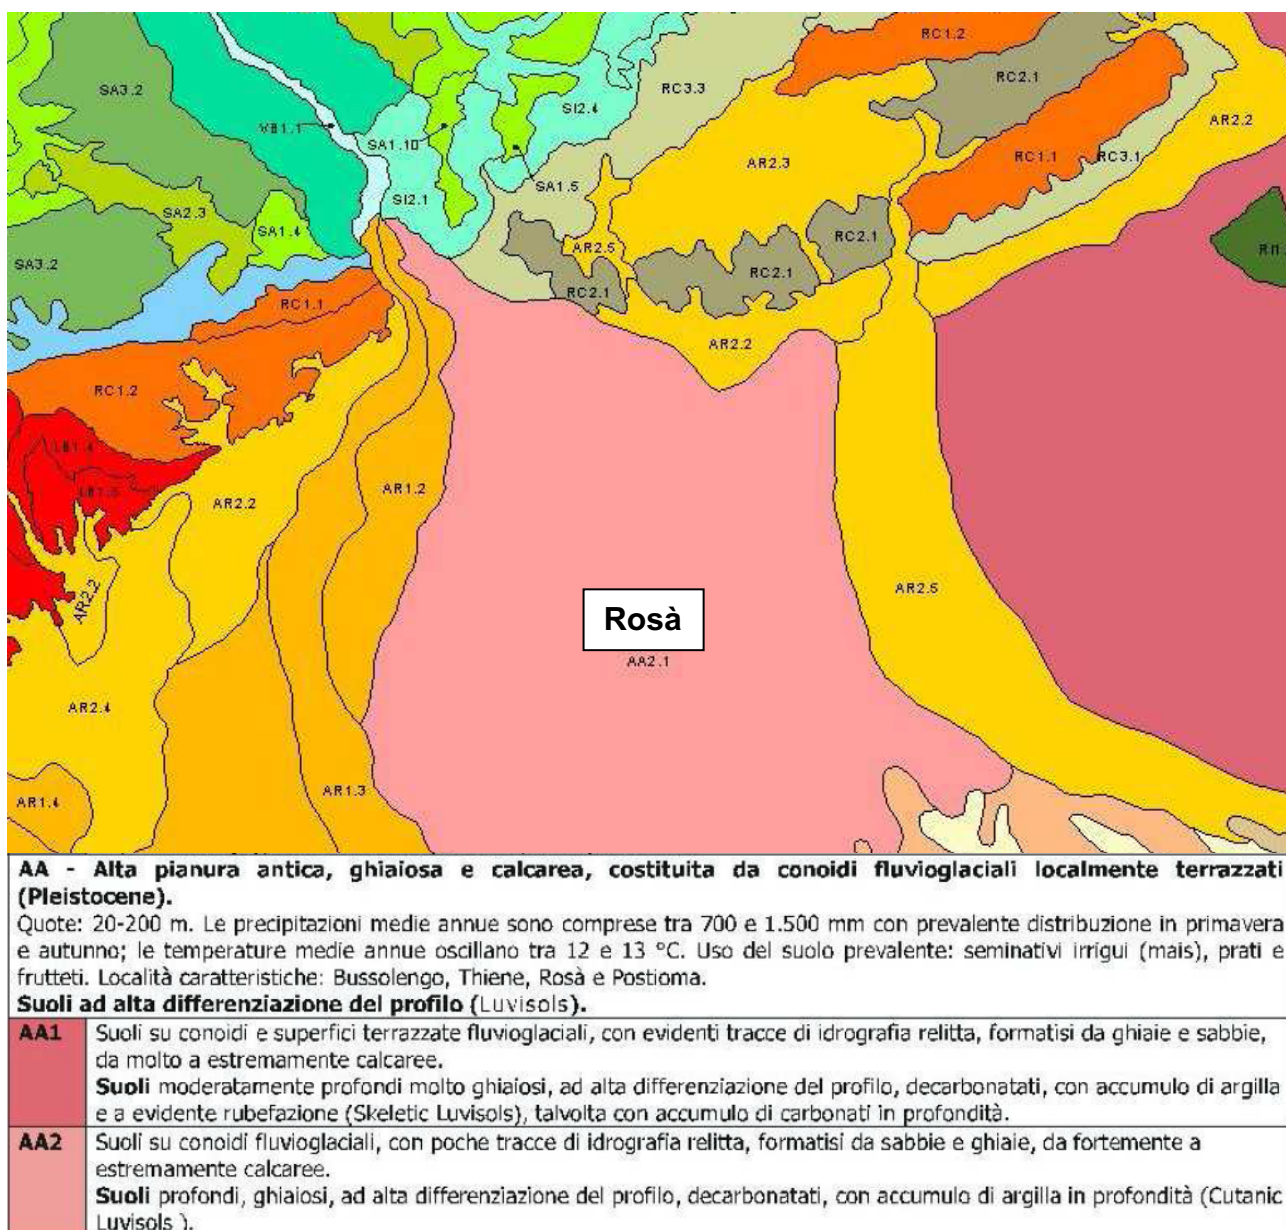 RC1.2
SA3.2
RC3.3
RC2.1
SI2.4
VB1.1
SA1.10
AR2.2
AR2.3
RC1.1
RC3.1
SA1.5
SI2.1
SA2.3
SA1.4
RC2.1
AR2.5
SA3.2
RC2.1
RC2.1
RC1.1
AR2.2
RC1.2
AR1.2
AR2.2
AR2.2
AR2.5
Rosà
AA2.1
AR2.4
AR1.3
AR1.4
AA - Alta pianura antica, ghiaiosa e calcarea, costituita da conoidi fluvioglaciali localmente terrazzati
(Pleistocene).
Quote: 20-200 m. Le precipitazioni medie annue sono comprese tra 700 e 1.500 mm con prevalente distribuzione in primavera
e autunno; le temperature medie annue oscillano tra 12 e 13 °C. Uso del suolo prevalente: seminativi irrigui (mais), prati e
frutteti. Località caratteristiche: Bussolengo, Thiene, Rosà e Postioma.
Suoli ad alta differenziazione del profilo (Luvisols).
AA1 Suoli su conoidi e superfici terrazzate fluvioglaciali, con evidenti tracce di idrografia relitta, formatisi da ghiaie e sabbie,
da molto a estremamente calcaree.
Suoli moderatamente profondi molto ghiaiosi, ad alta differenziazione del profilo, decarbonatati, con accumulo di argilla
e a evidente rubefazione (Skeletic Luvisols), talvolta con accumulo di carbonati in profondità.
AA2 Suoli su conoidi fluvioglaciali, con poche tracce di idrografia relitta, formatisi da sabbie e ghiaie, da fortemente a
estremamente calcaree.
Suoli profondi, ghiaiosi, ad alta differenziazione del profilo, decarbonatati, con accumulo di argilla in profondità (Cutanic
Luvisols ).